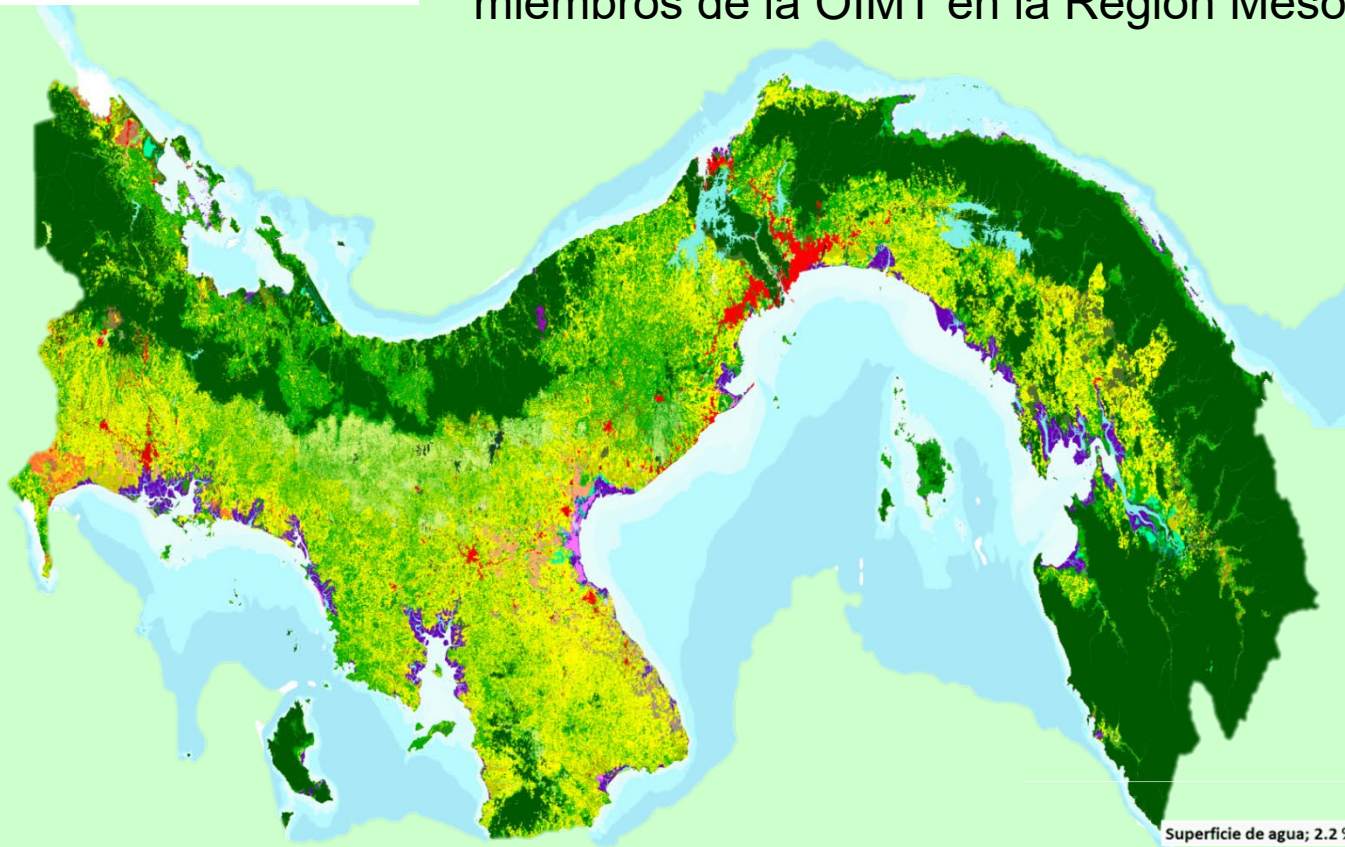 miembros de la OIMT en la Región Meso
Superficie de agua; 2.2 %